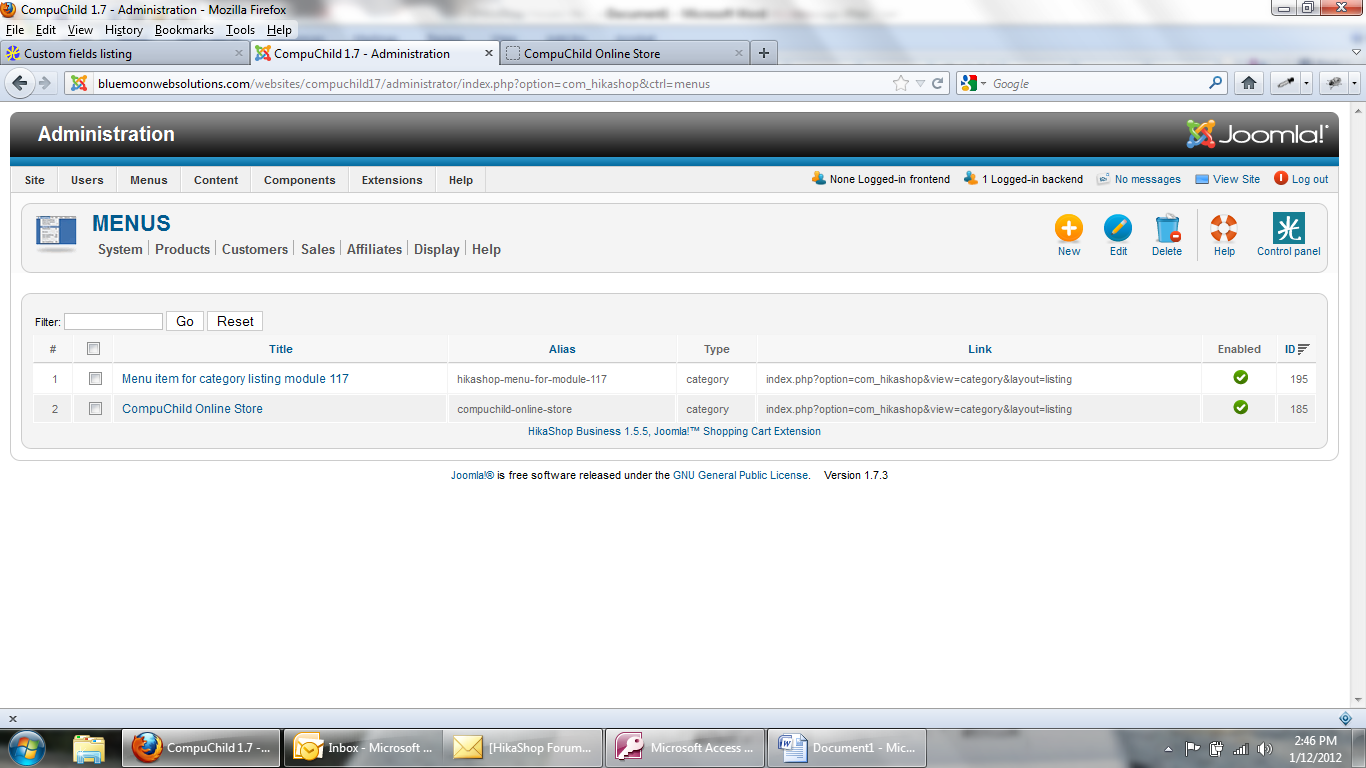 CompuChild 1.7 - Administration - Mozilla Firefox
File Edit View History Bookmarks Tools Help
Custom fields listing × CompuChild 1.7 - Administration × CompuChild Online Store × +
bluemoonwebsolutions.com/websites/compuchild17/administrator/index.php?option=com_hikashop&ctrl=menus Google
Administration Joomla!®
Site Users Menus Content Components Extensions Help None Logged-in frontend 1 Logged-in backend No messages View Site Log out
MENUS
System Products Customers Sales Affiliates Display Help
New Edit Delete Help Control panel
Filter: Go Reset
# Title Alias Type Link Enabled ID
1 Menu item for category listing module 117 hikashop-menu-for-module-117 category index.php?option=com_hikashop&view=category&layout=listing 195
2 CompuChild Online Store compuchild-online-store category index.php?option=com_hikashop&view=category&layout=listing 185
HikaShop Business 1.5.5, Joomla!™ Shopping Cart Extension
Joomla!® is free software released under the GNU General Public License. Version 1.7.3
×
CompuChild 1.7 -... Inbox - Microsoft ... [HikaShop Forum... Microsoft Access ... Document1 - Mic...
2:46 PM
1/12/2012